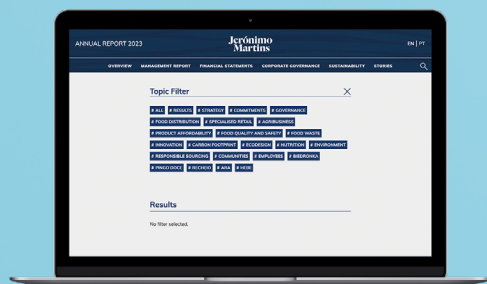 ANNUAL REPORT 2023
Jerónimo
Martins
EN | PT
OVERVIEW MANAGEMENT REPORT FINANCIAL STATEMENTS CORPORATE GOVERNANCE SUSTAINABILITY STORIES
Topic Filter
# ALL # RESULTS # STRATEGY # COMMITMENTS # GOVERNANCE
# FOOD DISTRIBUTION # SPECIALISED RETAIL # AGRIBUSINESS
# PRODUCT AFFORDABILITY # FOOD QUALITY AND SAFETY # FOOD WASTE
# INNOVATION # CARBON FOOTPRINT # ECODESIGN # NUTRITION # ENVIRONMENT
# RESPONSIBLE SOURCING # COMMUNITIES # EMPLOYEES # BIEDRONKA
# PINGO DOCE # RECHEIO # ARA # HEBE
Results
No filter selected.